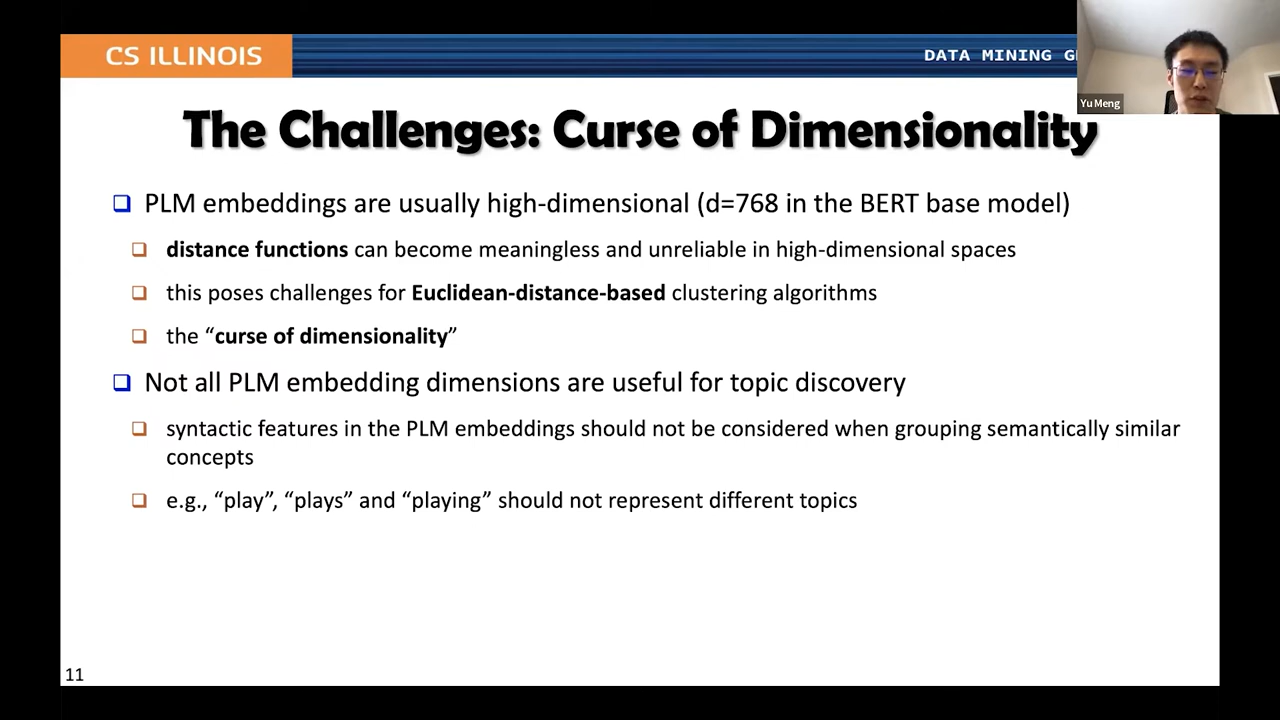 CS ILLINOIS
DATA MINING
Yu Meng
The Challenges: Curse of Dimensionality
PLM embeddings are usually high-dimensional (d=768 in the BERT base model)
distance functions can become meaningless and unreliable in high-dimensional spaces
this poses challenges for Euclidean-distance-based clustering algorithms
the “curse of dimensionality”
Not all PLM embedding dimensions are useful for topic discovery
syntactic features in the PLM embeddings should not be considered when grouping semantically similar
concepts
e.g., “play”, “plays” and “playing” should not represent different topics
11